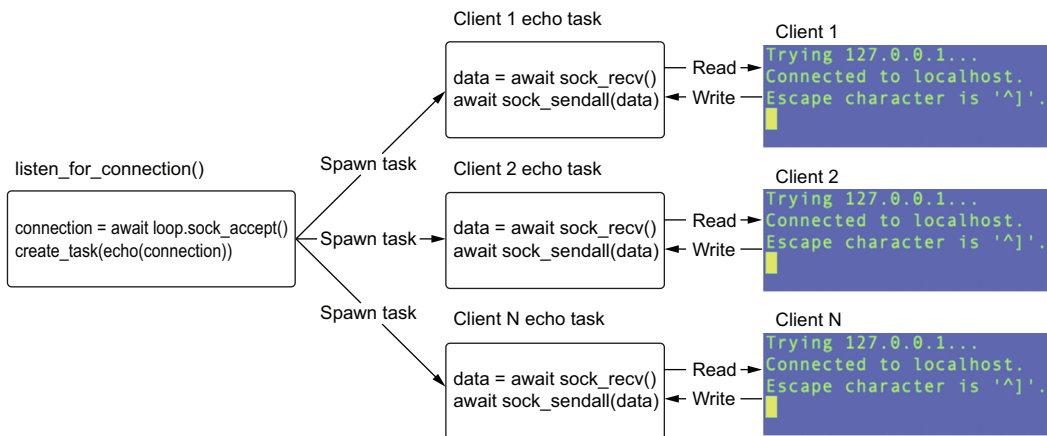 listen_for_connection()
connection = await loop.sock_accept()
create_task(echo(connection))
Spawn task
Spawn task
Spawn task
Client 1 echo task
data = await sock_recv()
await sock_sendall(data)
Read
Write
Client 1
Trying 127.0.0.1...
Connected to localhost.
Escape character is '^]'.
Client 2 echo task
data = await sock_recv()
await sock_sendall(data)
Read
Write
Client 2
Trying 127.0.0.1...
Connected to localhost.
Escape character is '^]'.
Client N echo task
data = await sock_recv()
await sock_sendall(data)
Read
Write
Client N
Trying 127.0.0.1...
Connected to localhost.
Escape character is '^]'.